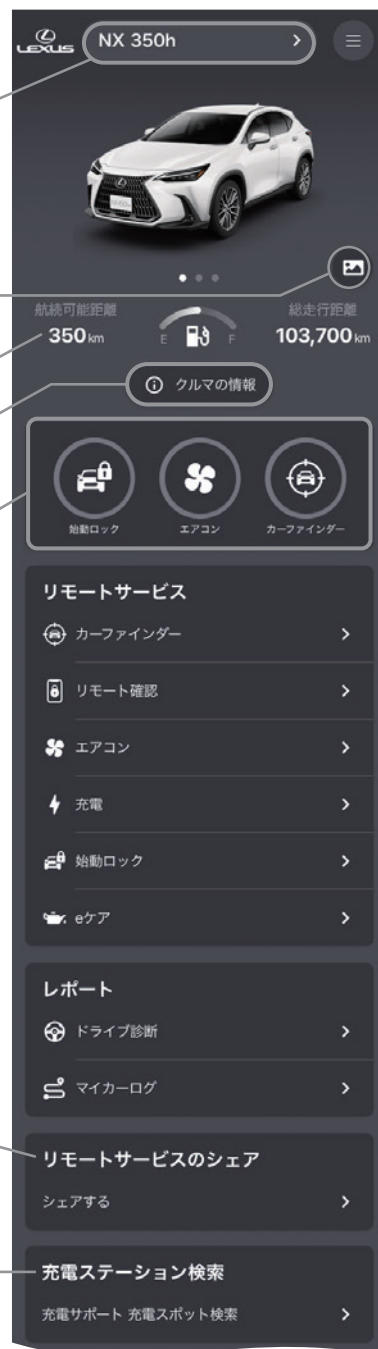 LEXUS
NX 350h
航続可能距離
総走行距離
350 km
E
F
103,700 km
クルマの情報
始動ロック
エアコン
カーファインダー
リモートサービス
カーファインダー
リモート確認
エアコン
充電
始動ロック
eケア
レポート
ドライブ診断
マイカーログ
リモートサービスのシェア
シェアする
充電ステーション検索
充電サポート 充電スポット検索